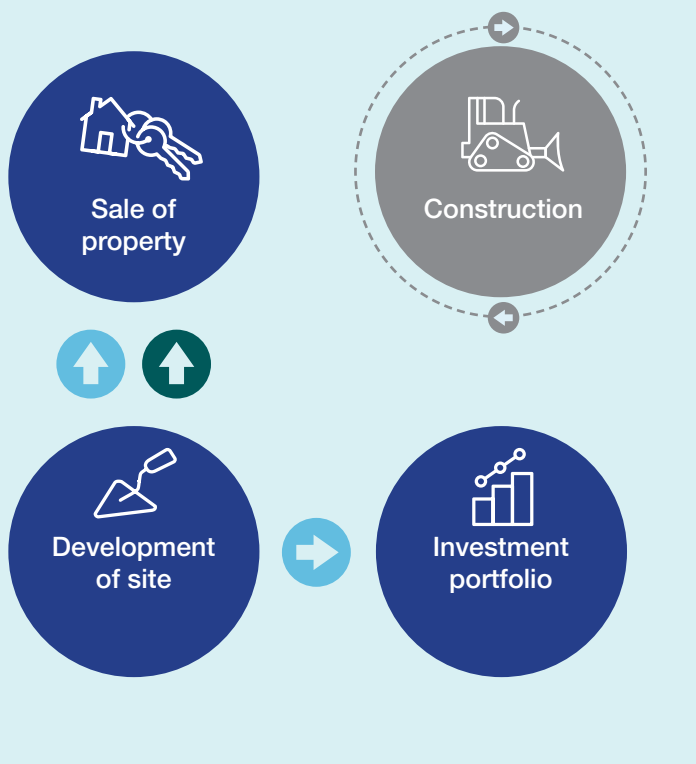 Sale of
property
Construction
Development
of site
Investment
portfolio